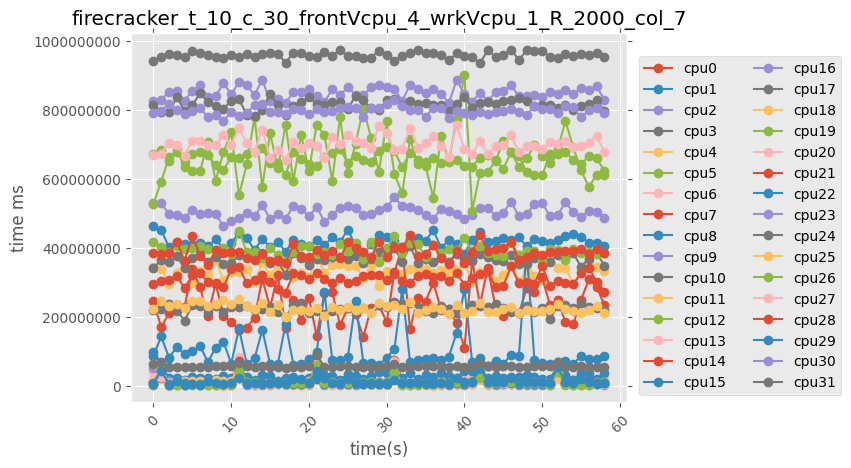 firecracker_t_10_c_30_frontVcpu_4_wrkVcpu_1_R_2000_col_7
1000000000
800000000
600000000
400000000
200000000
0
time ms
0 10 20 30 40 50 60
time(s)
cpu0 cpu16
cpu1 cpu17
cpu2 cpu18
cpu3 cpu19
cpu4 cpu20
cpu5 cpu21
cpu6 cpu22
cpu7 cpu23
cpu8 cpu24
cpu9 cpu25
cpu10 cpu26
cpu11 cpu27
cpu12 cpu28
cpu13 cpu29
cpu14 cpu30
cpu15 cpu31